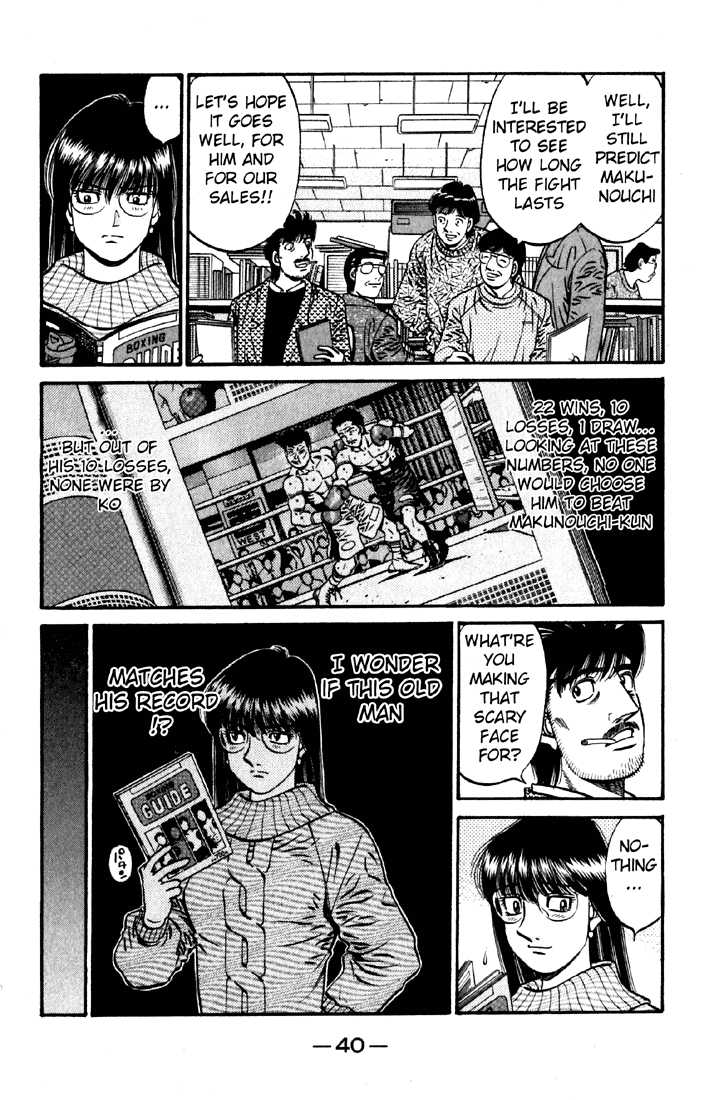 WELL,
I'LL
STILL
PREDICT
MAKU-
NOUCHI
I'LL BE
INTERESTED
TO SEE
HOW LONG
THE FIGHT
LASTS
LET'S HOPE
IT GOES
WELL, FOR
HIM AND
FOR OUR
SALES!!
...
BOXING
GUIDE
22 WINS, 10
LOSSES, 1 DRAW...
LOOKING AT THESE
NUMBERS, NO ONE
WOULD CHOOSE
HIM TO BEAT
MAKUNOUCHI-KUN
...
BUT OUT OF
HIS 10 LOSSES,
NONE WERE BY
KO
WEST
WHAT'RE
YOU
MAKING
THAT
SCARY
FACE
FOR?
I WONDER
IF THIS OLD
MAN
MATCHES
HIS RECORD
!?
BOXING
GUIDE
NO-
THING
...
—40—